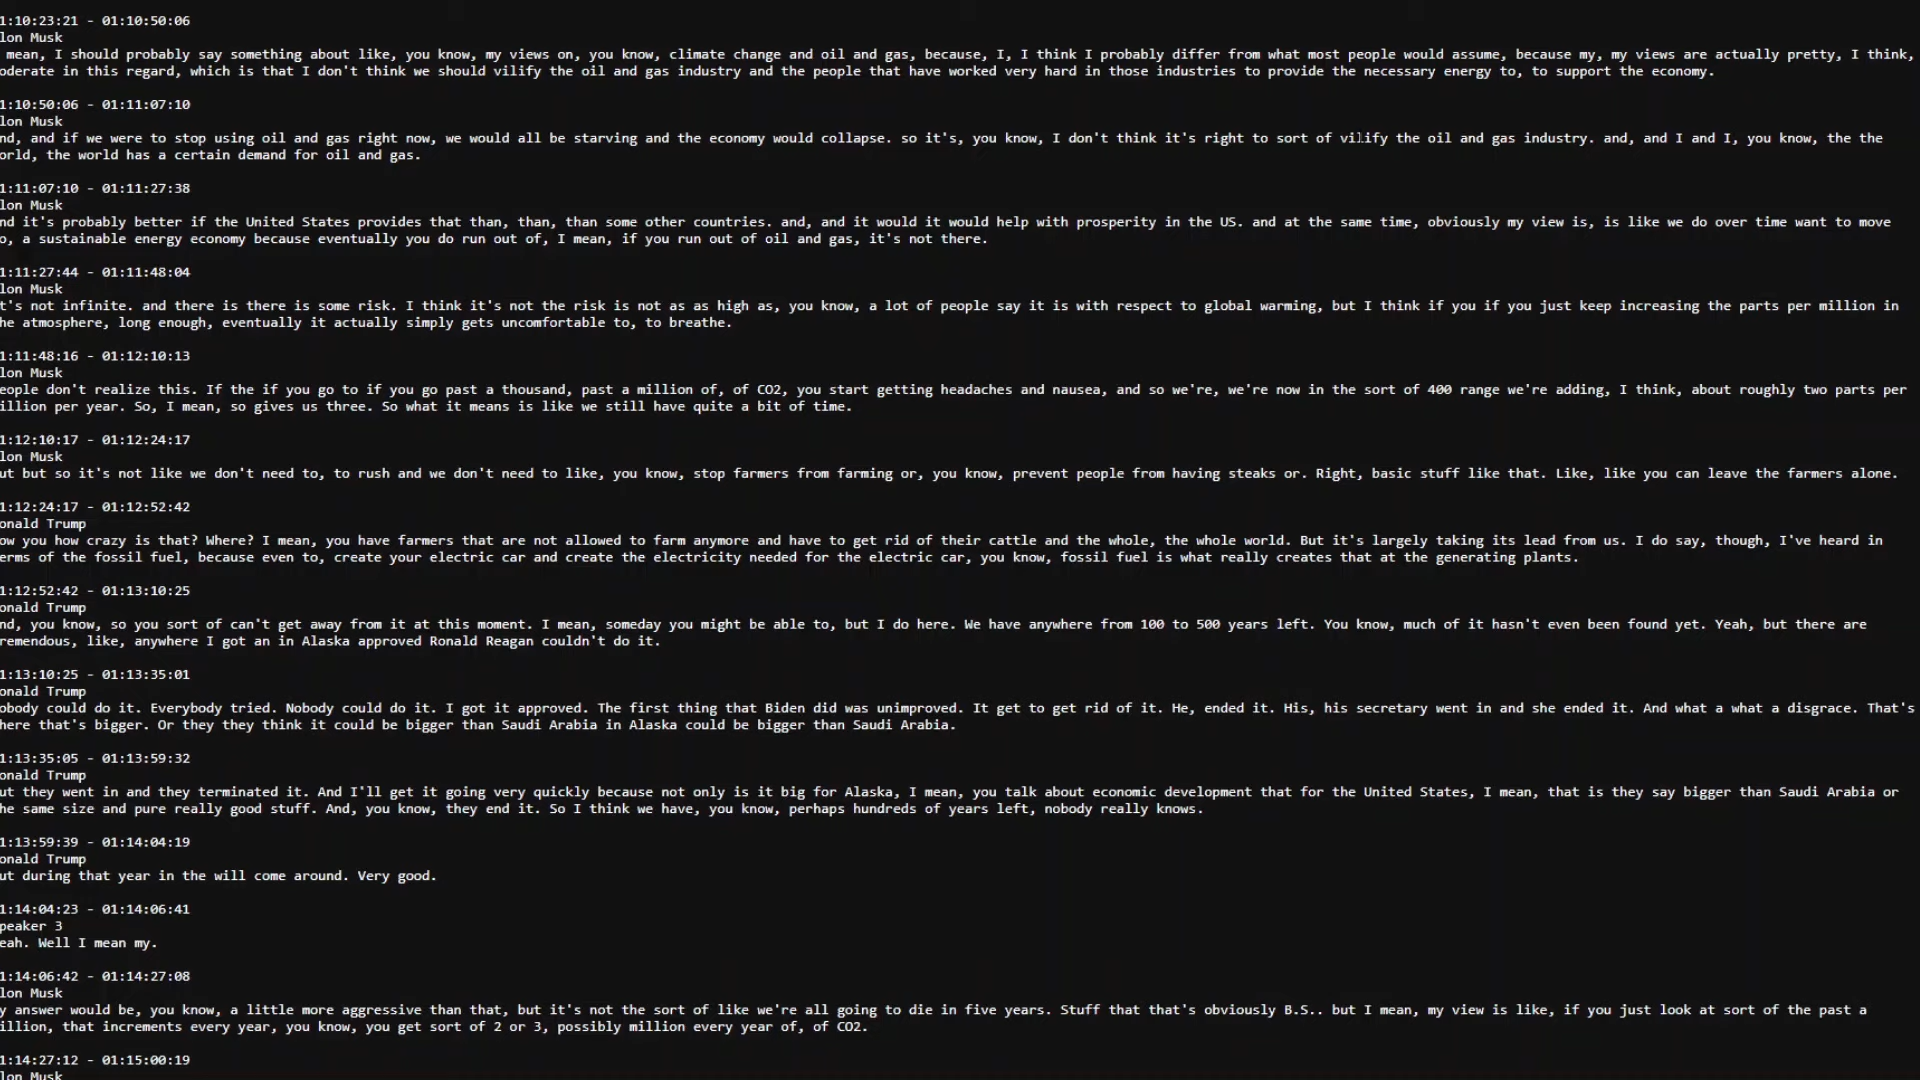 1:10:23:21 - 01:10:50:06
lon Musk
mean, I should probably say something about like, you know, my views on, you know, climate change and oil and gas, because, I, I think I probably differ from what most people would assume, because my, my views are actually pretty, I think,
oderate in this regard, which is that I don't think we should vilify the oil and gas industry and the people that have worked very hard in those industries to provide the necessary energy to, to support the economy.
1:10:50:06 - 01:11:07:10
lon Musk
nd, and if we were to stop using oil and gas right now, we would all be starving and the economy would collapse. so it's, you know, I don't think it's right to sort of vilify the oil and gas industry. and, and I and I, you know, the the
orld, the world has a certain demand for oil and gas.
1:11:07:10 - 01:11:27:38
lon Musk
nd it's probably better if the United States provides that than, than, than some other countries. and, and it would it would help with prosperity in the US. and at the same time, obviously my view is, is like we do over time want to move
o, a sustainable energy economy because eventually you do run out of, I mean, if you run out of oil and gas, it's not there.
1:11:27:44 - 01:11:48:04
lon Musk
t's not infinite. and there is there is some risk. I think it's not the risk is not as as high as, you know, a lot of people say it is with respect to global warming, but I think if you if you just keep increasing the parts per million in
he atmosphere, long enough, eventually it actually simply gets uncomfortable to, to breathe.
1:11:48:16 - 01:12:10:13
lon Musk
eople don't realize this. If the if you go to if you go past a thousand, past a million of, of CO2, you start getting headaches and nausea, and so we're, we're now in the sort of 400 range we're adding, I think, about roughly two parts per
illion per year. So, I mean, so gives us three. So what it means is like we still have quite a bit of time.
1:12:10:17 - 01:12:24:17
lon Musk
ut but so it's not like we don't need to, to rush and we don't need to like, you know, stop farmers from farming or, you know, prevent people from having steaks or. Right, basic stuff like that. Like, like you can leave the farmers alone.
1:12:24:17 - 01:12:52:42
onald Trump
ow you how crazy is that? Where? I mean, you have farmers that are not allowed to farm anymore and have to get rid of their cattle and the whole, the whole world. But it's largely taking its lead from us. I do say, though, I've heard in
erms of the fossil fuel, because even to, create your electric car and create the electricity needed for the electric car, you know, fossil fuel is what really creates that at the generating plants.
1:12:52:42 - 01:13:10:25
onald Trump
nd, you know, so you sort of can't get away from it at this moment. I mean, someday you might be able to, but I do here. We have anywhere from 100 to 500 years left. You know, much of it hasn't even been found yet. Yeah, but there are
remendous, like, anywhere I got an in Alaska approved Ronald Reagan couldn't do it.
1:13:10:25 - 01:13:35:01
onald Trump
obody could do it. Everybody tried. Nobody could do it. I got it approved. The first thing that Biden did was unimproved. It get to get rid of it. He, ended it. His, his secretary went in and she ended it. And what a what a disgrace. That's
here that's bigger. Or they they think it could be bigger than Saudi Arabia in Alaska could be bigger than Saudi Arabia.
1:13:35:05 - 01:13:59:32
onald Trump
ut they went in and they terminated it. And I'll get it going very quickly because not only is it big for Alaska, I mean, you talk about economic development that for the United States, I mean, that is they say bigger than Saudi Arabia or
he same size and pure really good stuff. And, you know, they end it. So I think we have, you know, perhaps hundreds of years left, nobody really knows.
1:13:59:39 - 01:14:04:19
onald Trump
ut during that year in the will come around. Very good.
1:14:04:23 - 01:14:06:41
peaker 3
eah. Well I mean my.
1:14:06:42 - 01:14:27:08
lon Musk
y answer would be, you know, a little more aggressive than that, but it's not the sort of like we're all going to die in five years. Stuff that that's obviously B.S.. but I mean, my view is like, if you just look at sort of the past a
illion, that increments every year, you know, you get sort of 2 or 3, possibly million every year of, of CO2.
1:14:27:12 - 01:15:00:19
lon Musk